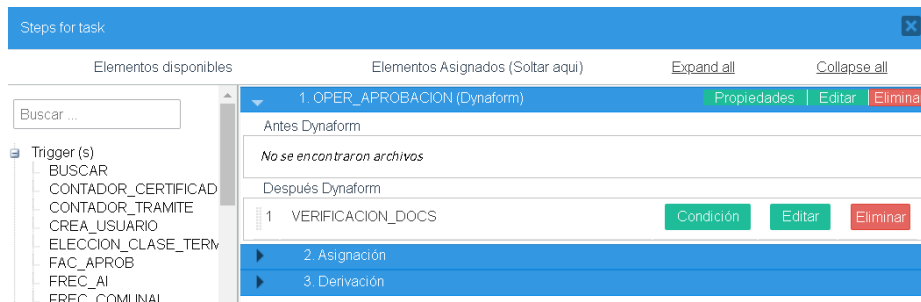 Steps for task
Elementos disponibles
Elementos Asignados (Soltar aqui)
Expand all
Collapse all
Buscar ...
Trigger (s)
BUSCAR
CONTADOR_CERTIFICAD
CONTADOR_TRAMITE
CREA_USUARIO
ELECCION_CLASE_TERM
FAC_APROB
FREC_AI
FREC_COMUNAL
1. OPER_APROBACION (Dynaform)
Propiedades
Editar
Elimina
Antes Dynaform
No se encontraron archivos
Después Dynaform
1 VERIFICACION_DOCS
Condición
Editar
Eliminar
2. Asignación
3. Derivación